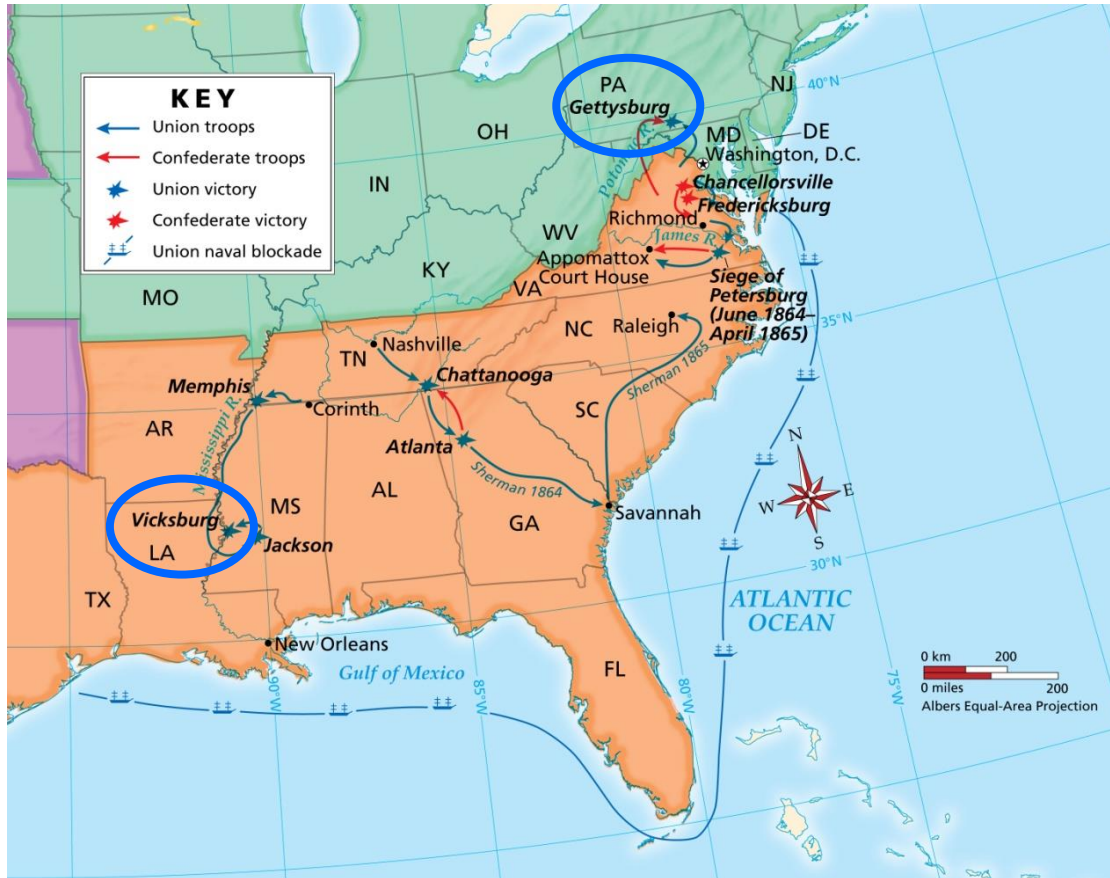 KEY
Union troops
Confederate troops
Union victory
Confederate victory
Union naval blockade
PA
Gettysburg
NJ
40°N
OH
MD
DE
Washington, D.C.
IN
Potomac R.
Chancellorsville
Fredericksburg
WV
Richmond
James R.
KY
Appomattox
Court House
VA
MO
Siege of
Petersburg
(June 1864–
April 1865)
35°N
NC
Raleigh
TN
Nashville
Chattanooga
Sherman 1865
Memphis
Corinth
SC
AR
Mississippi R.
Atlanta
Sherman 1864
N
W
E
S
MS
AL
GA
Savannah
Vicksburg
LA
Jackson
30°N
TX
ATLANTIC
OCEAN
New Orleans
Gulf of Mexico
FL
90°W
85°W
80°W
75°W
0 km 200
0 miles 200
Albers Equal-Area Projection